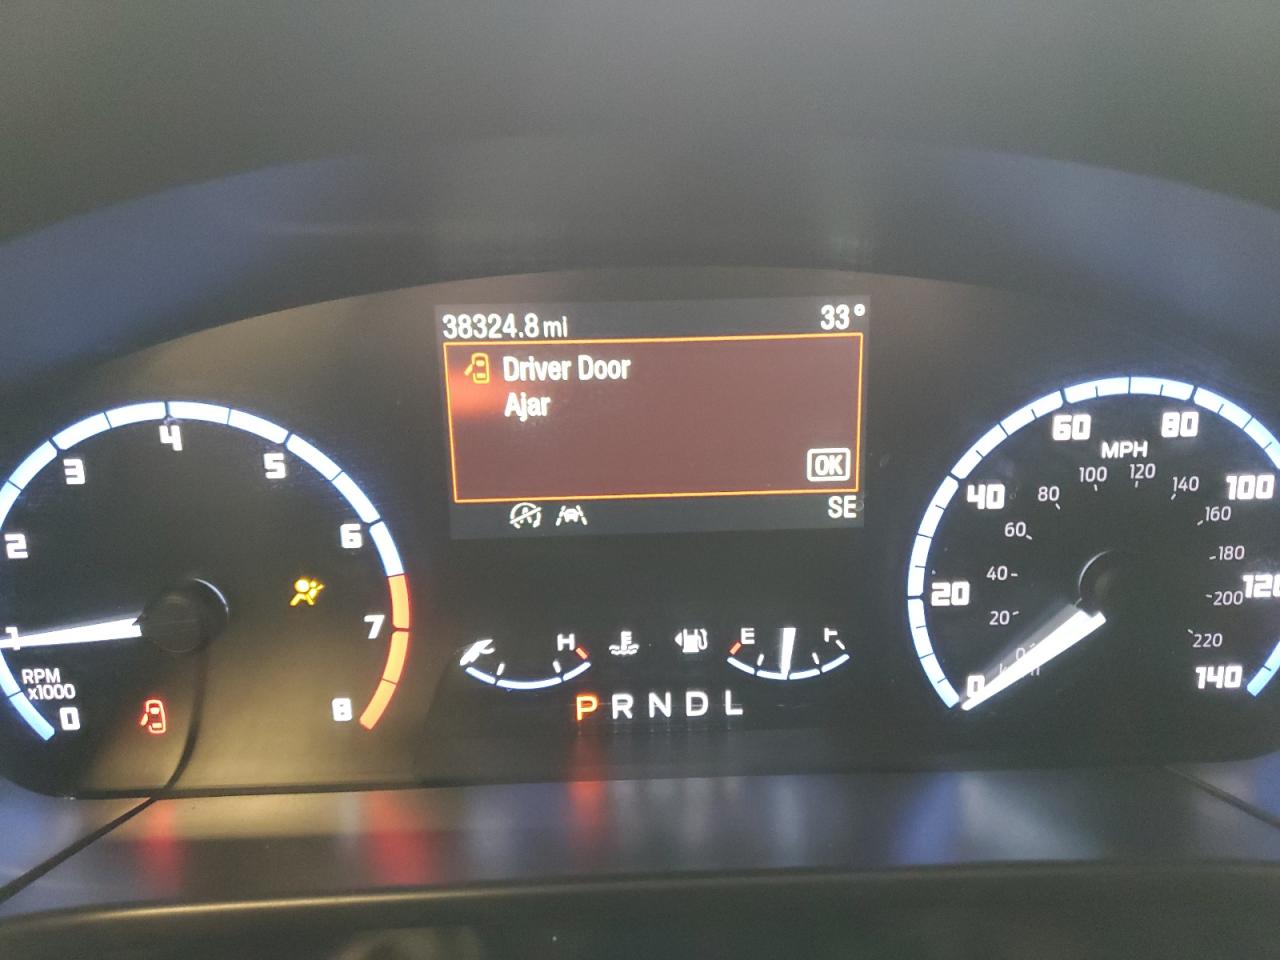 38324.8 mi 33°
Driver Door
Ajar
OK
SE
1 2 3 4 5 6 7 8
RPM
x1000
0
H E E
P R N D L
0 20 40 60 80 100 120 140
MPH
20 40 60 80 100 120 140 160 180 200 220